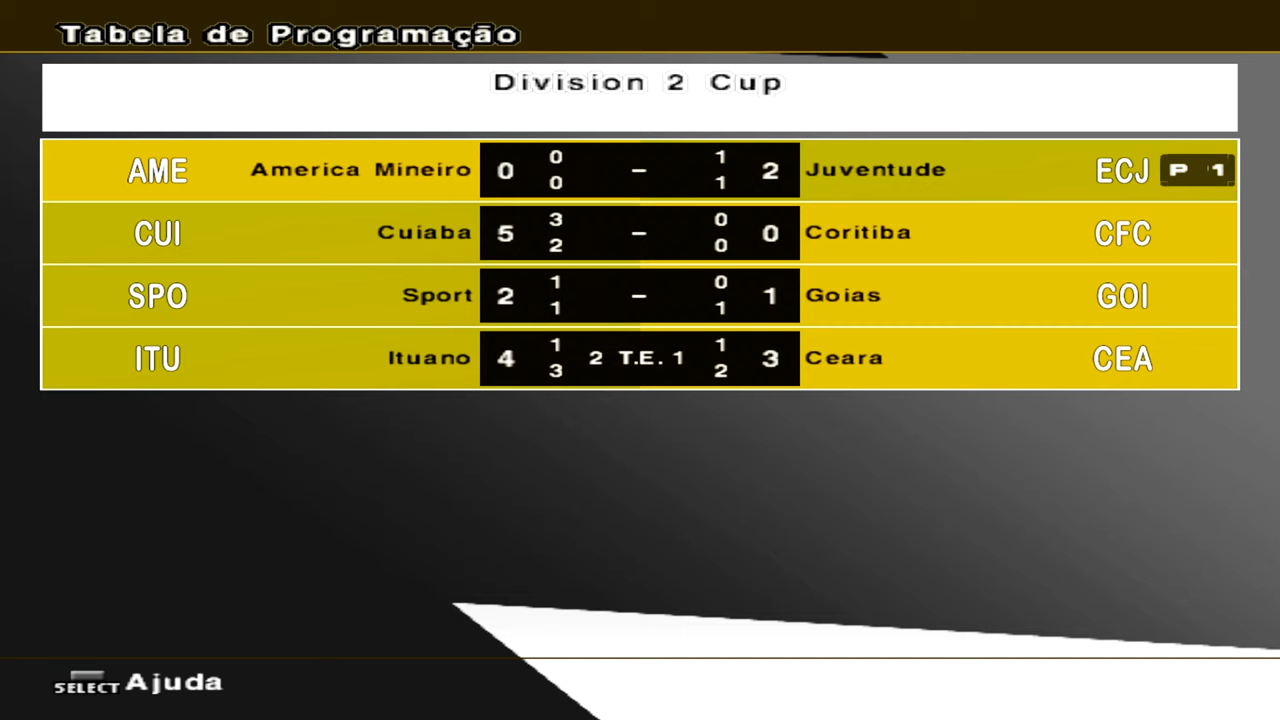 Tabela de Programação
Division 2 Cup
AME America Mineiro 0 0 0 - 1 1 2 Juventude ECJ P 1
CUI Cuiaba 5 3 2 - 0 0 0 Coritiba CFC
SPO Sport 2 1 1 - 0 1 1 Goias GOI
ITU Ituano 4 1 3 2 T.E. 1 1 2 3 Ceara CEA
SELECT Ajuda